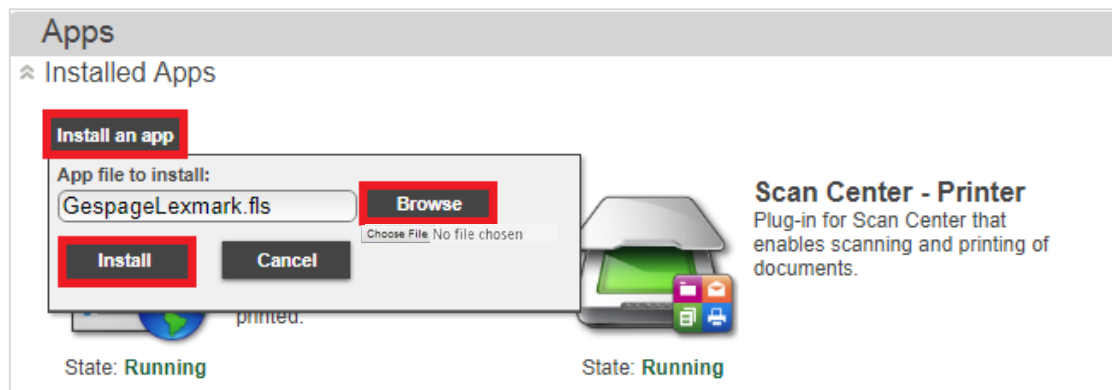 Apps
Installed Apps
Install an app
App file to install:
GespageLexmark.fls
Browse
Choose File No file chosen
Install
Cancel
printed.
State: Running
Scan Center - Printer
Plug-in for Scan Center that
enables scanning and printing of
documents.
State: Running